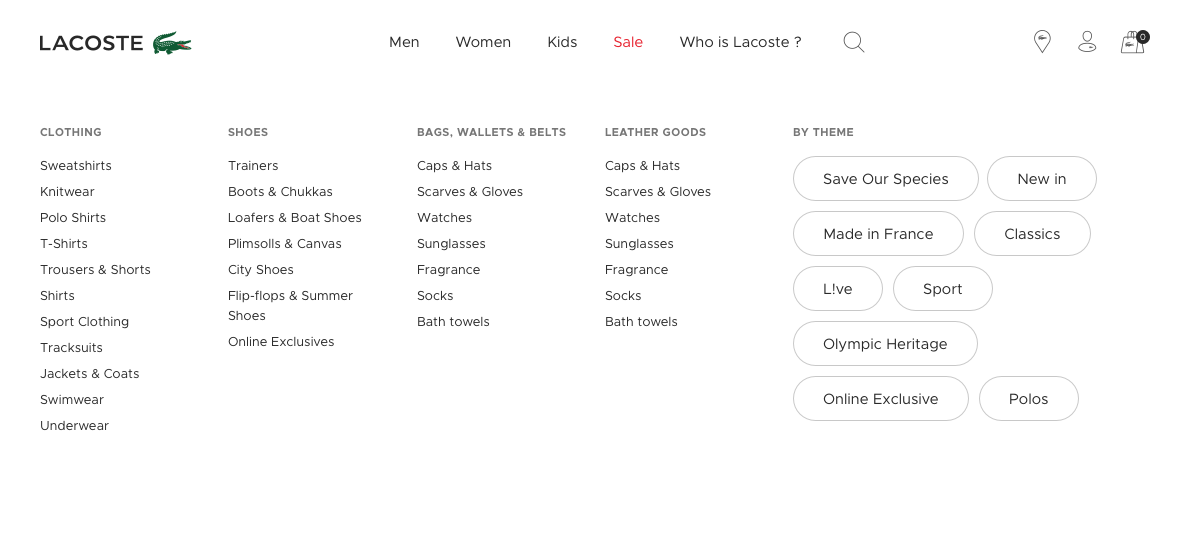 LACOSTE
Men Women Kids Sale Who is Lacoste ?
0
CLOTHING
Sweatshirts
Knitwear
Polo Shirts
T-Shirts
Trousers & Shorts
Shirts
Sport Clothing
Tracksuits
Jackets & Coats
Swimwear
Underwear
SHOES
Trainers
Boots & Chukkas
Loafers & Boat Shoes
Plimsolls & Canvas
City Shoes
Flip-flops & Summer
Shoes
Online Exclusives
BAGS, WALLETS & BELTS
Caps & Hats
Scarves & Gloves
Watches
Sunglasses
Fragrance
Socks
Bath towels
LEATHER GOODS
Caps & Hats
Scarves & Gloves
Watches
Sunglasses
Fragrance
Socks
Bath towels
BY THEME
Save Our Species New in
Made in France Classics
L!ve Sport
Olympic Heritage
Online Exclusive Polos